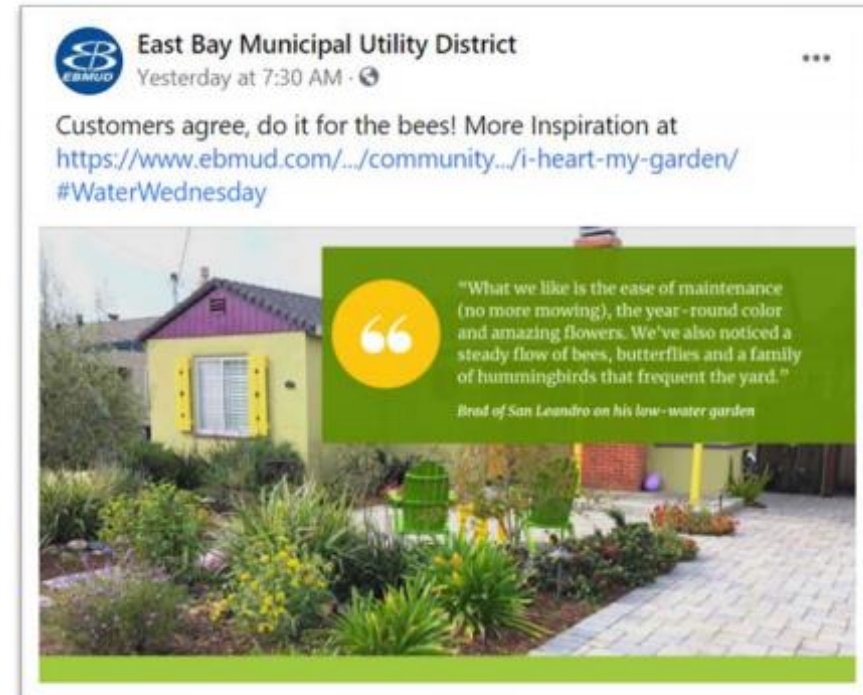 EBMUD
East Bay Municipal Utility District
Yesterday at 7:30 AM ·
Customers agree, do it for the bees! More Inspiration at
https://www.ebmud.com/.../community.../i-heart-my-garden/
#WaterWednesday
“What we like is the ease of maintenance
(no more mowing), the year-round color
and amazing flowers. We've also noticed a
steady flow of bees, butterflies and a family
of hummingbirds that frequent the yard.”
Brad of San Leandro on his low-water garden